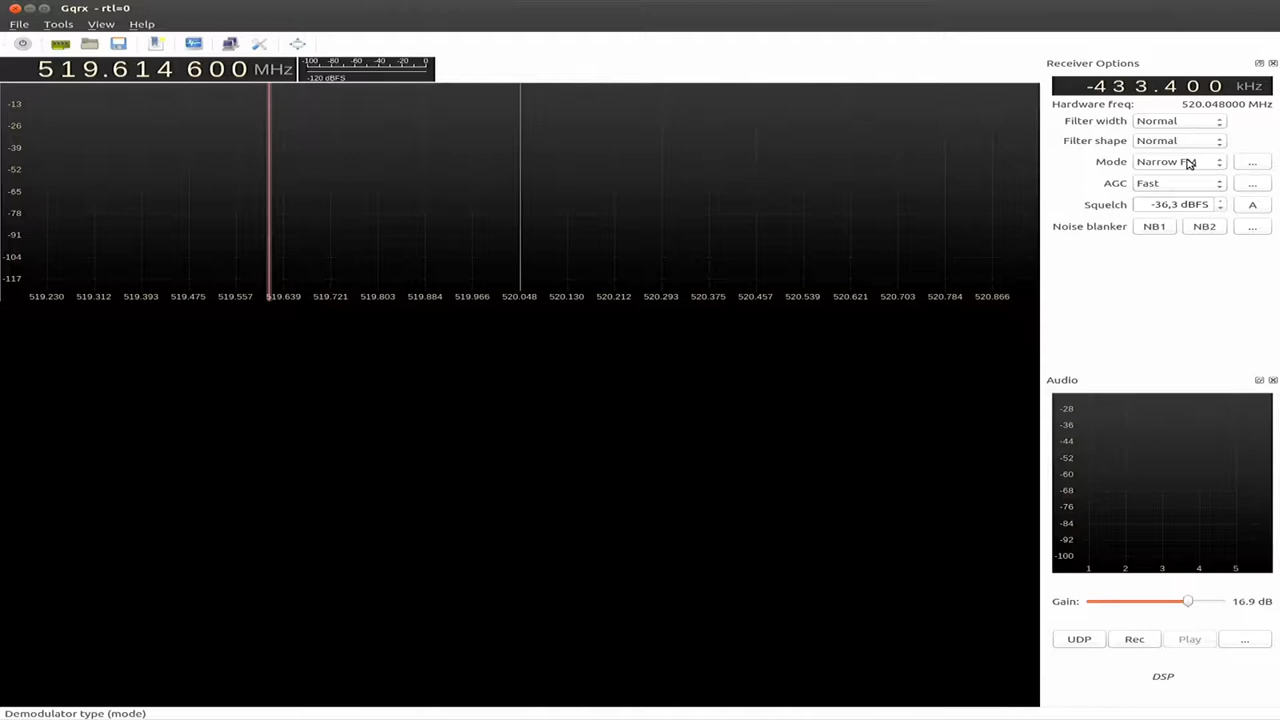 Gqrx - rtl=0
File Tools View Help
519.614 600 MHz
-100 -80 -60 -40 -20 0
-120 dBFS
Receiver Options
-433.400 kHz
Hardware freq: 520.048000 MHz
Filter width Normal
Filter shape Normal
Mode Narrow FM ...
AGC Fast ...
Squelch -36,3 dBFS A
Noise blanker NB1 NB2 ...
-13
-26
-39
-52
-65
-78
-91
-104
-117
519.230 519.312 519.393 519.475 519.557 519.639 519.721 519.803 519.884 519.966 520.048 520.130 520.212 520.293 520.375 520.457 520.539 520.621 520.703 520.784 520.866
Audio
-28
-36
-44
-52
-60
-68
-76
-84
-92
-100
1 2 3 4 5
Gain: 16.9 dB
UDP Rec Play ...
DSP
Demodulator type (mode)